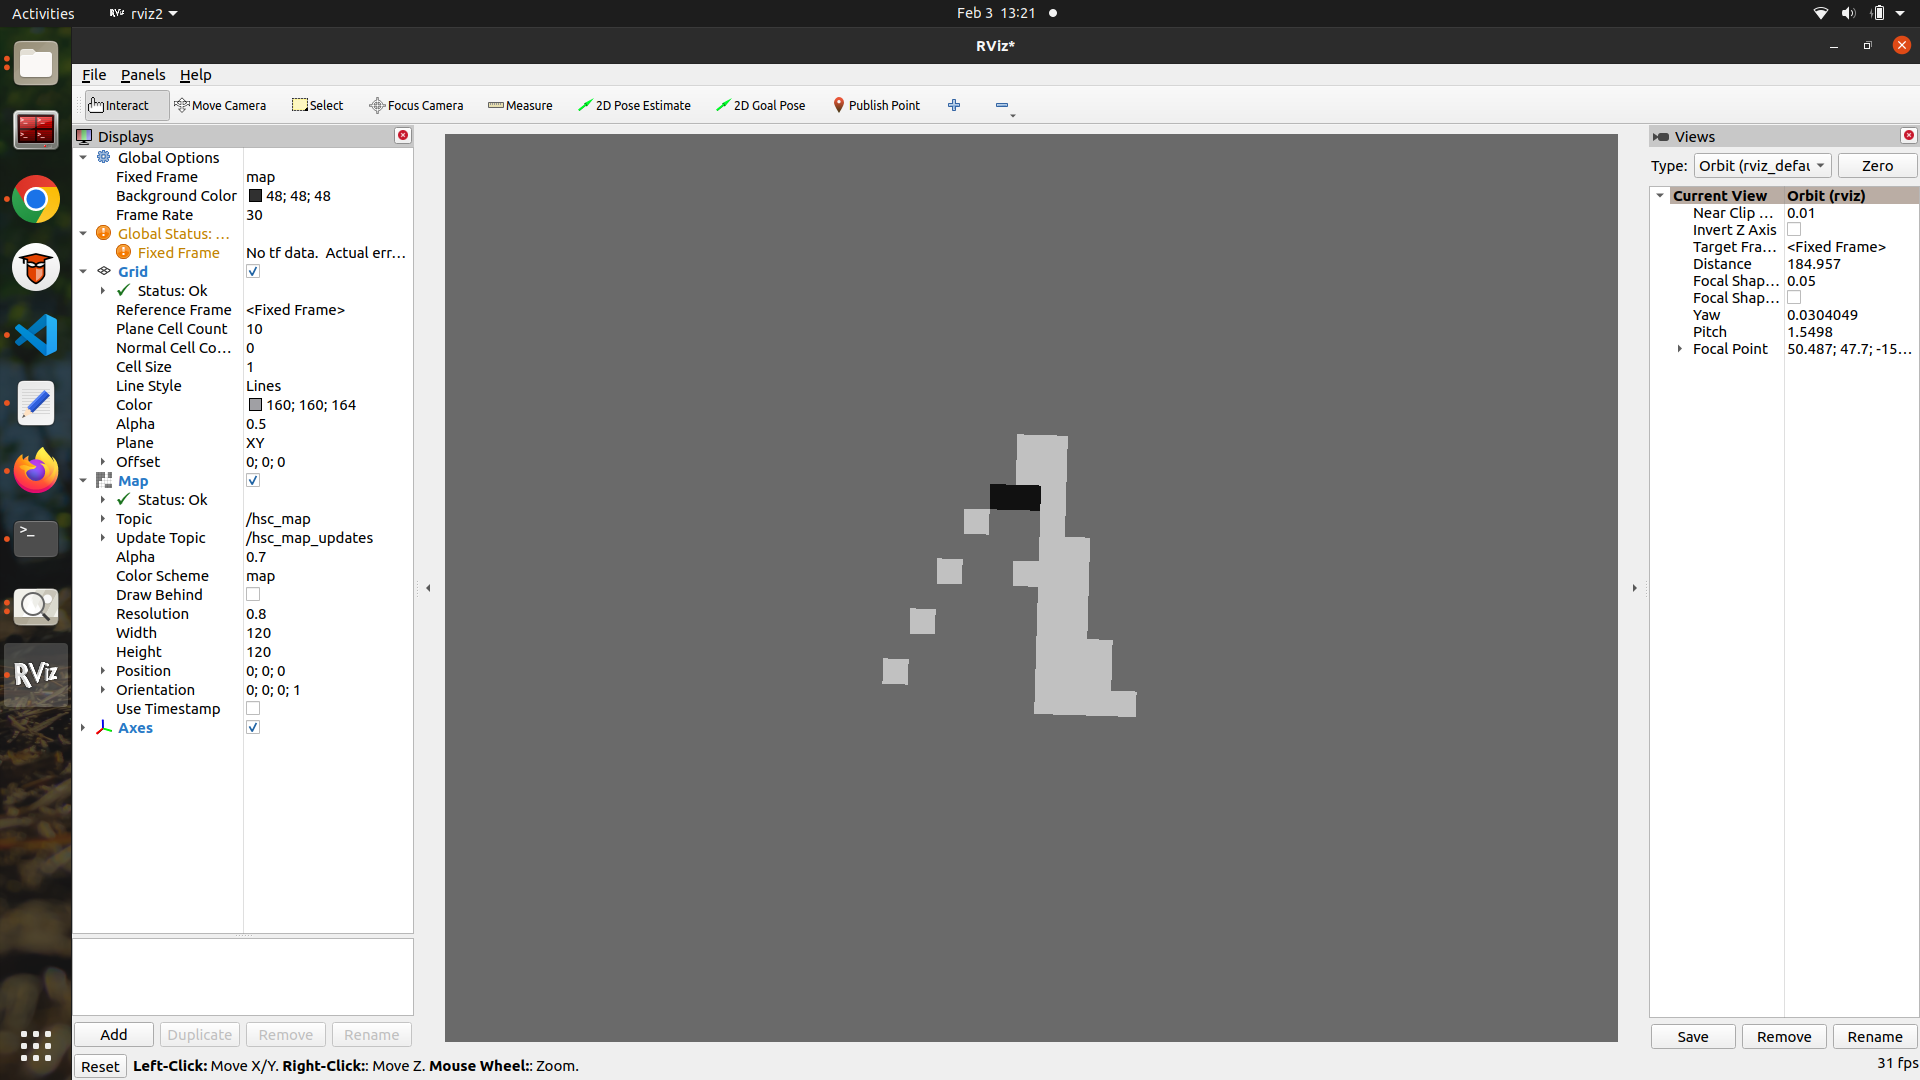 Activities RViz rviz2 Feb 3 13:21
RViz*
File Panels Help
Interact Move Camera Select Focus Camera Measure 2D Pose Estimate 2D Goal Pose Publish Point
Displays
Global Options
Fixed Frame map
Background Color 48; 48; 48
Frame Rate 30
Global Status: ...
Fixed Frame No tf data. Actual err...
Grid
Status: Ok
Reference Frame <Fixed Frame>
Plane Cell Count 10
Normal Cell Co... 0
Cell Size 1
Line Style Lines
Color 160; 160; 164
Alpha 0.5
Plane XY
Offset 0; 0; 0
Map
Status: Ok
Topic /hsc_map
Update Topic /hsc_map_updates
Alpha 0.7
Color Scheme map
Draw Behind
Resolution 0.8
Width 120
Height 120
Position 0; 0; 0
Orientation 0; 0; 0; 1
Use Timestamp
Axes
Add Duplicate Remove Rename
Reset Left-Click: Move X/Y. Right-Click:: Move Z. Mouse Wheel:: Zoom.
Views
Type: Orbit (rviz_defau Zero
Current View Orbit (rviz)
Near Clip ... 0.01
Invert Z Axis
Target Fra... <Fixed Frame>
Distance 184.957
Focal Shap... 0.05
Focal Shap...
Yaw 0.0304049
Pitch 1.5498
Focal Point 50.487; 47.7; -15...
Save Remove Rename
31 fps
RViz